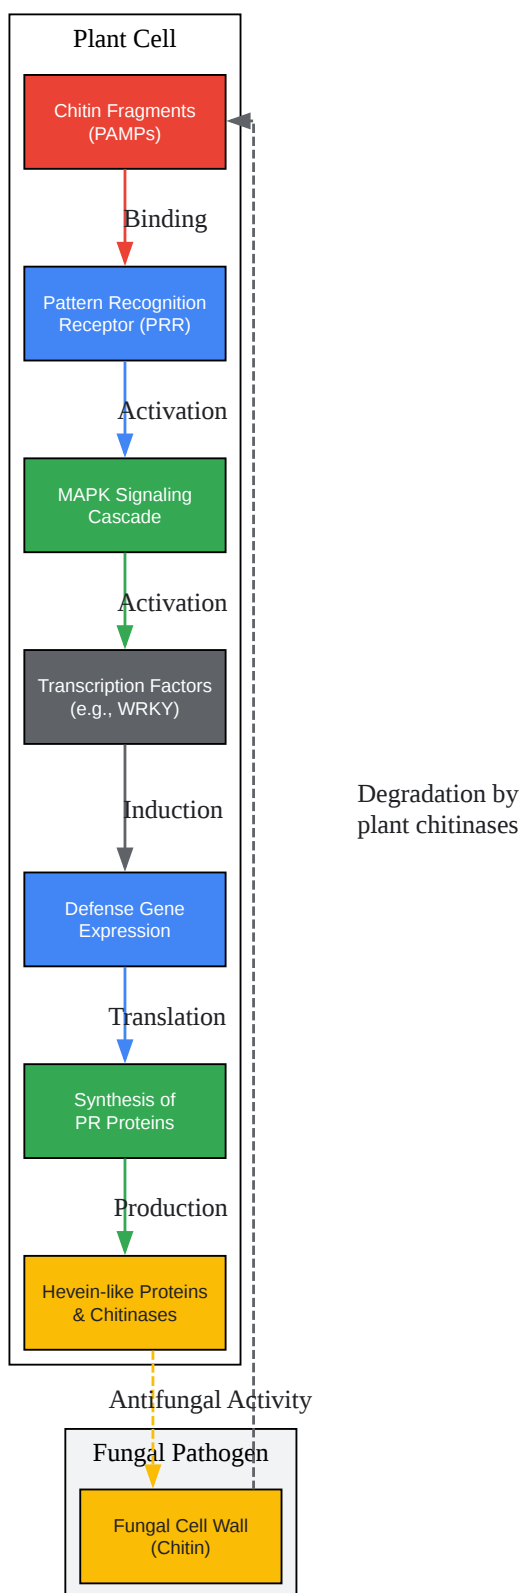 Plant Cell
Chitin Fragments
(PAMPs)
Binding
Pattern Recognition
Receptor (PRR)
Activation
MAPK Signaling
Cascade
Activation
Transcription Factors
(e.g., WRKY)
Induction
Degradation by
plant chitinases
Defense Gene
Expression
Translation
Synthesis of
PR Proteins
Production
Hevein-like Proteins
& Chitinases
Antifungal Activity
Fungal Pathogen
Fungal Cell Wall
(Chitin)